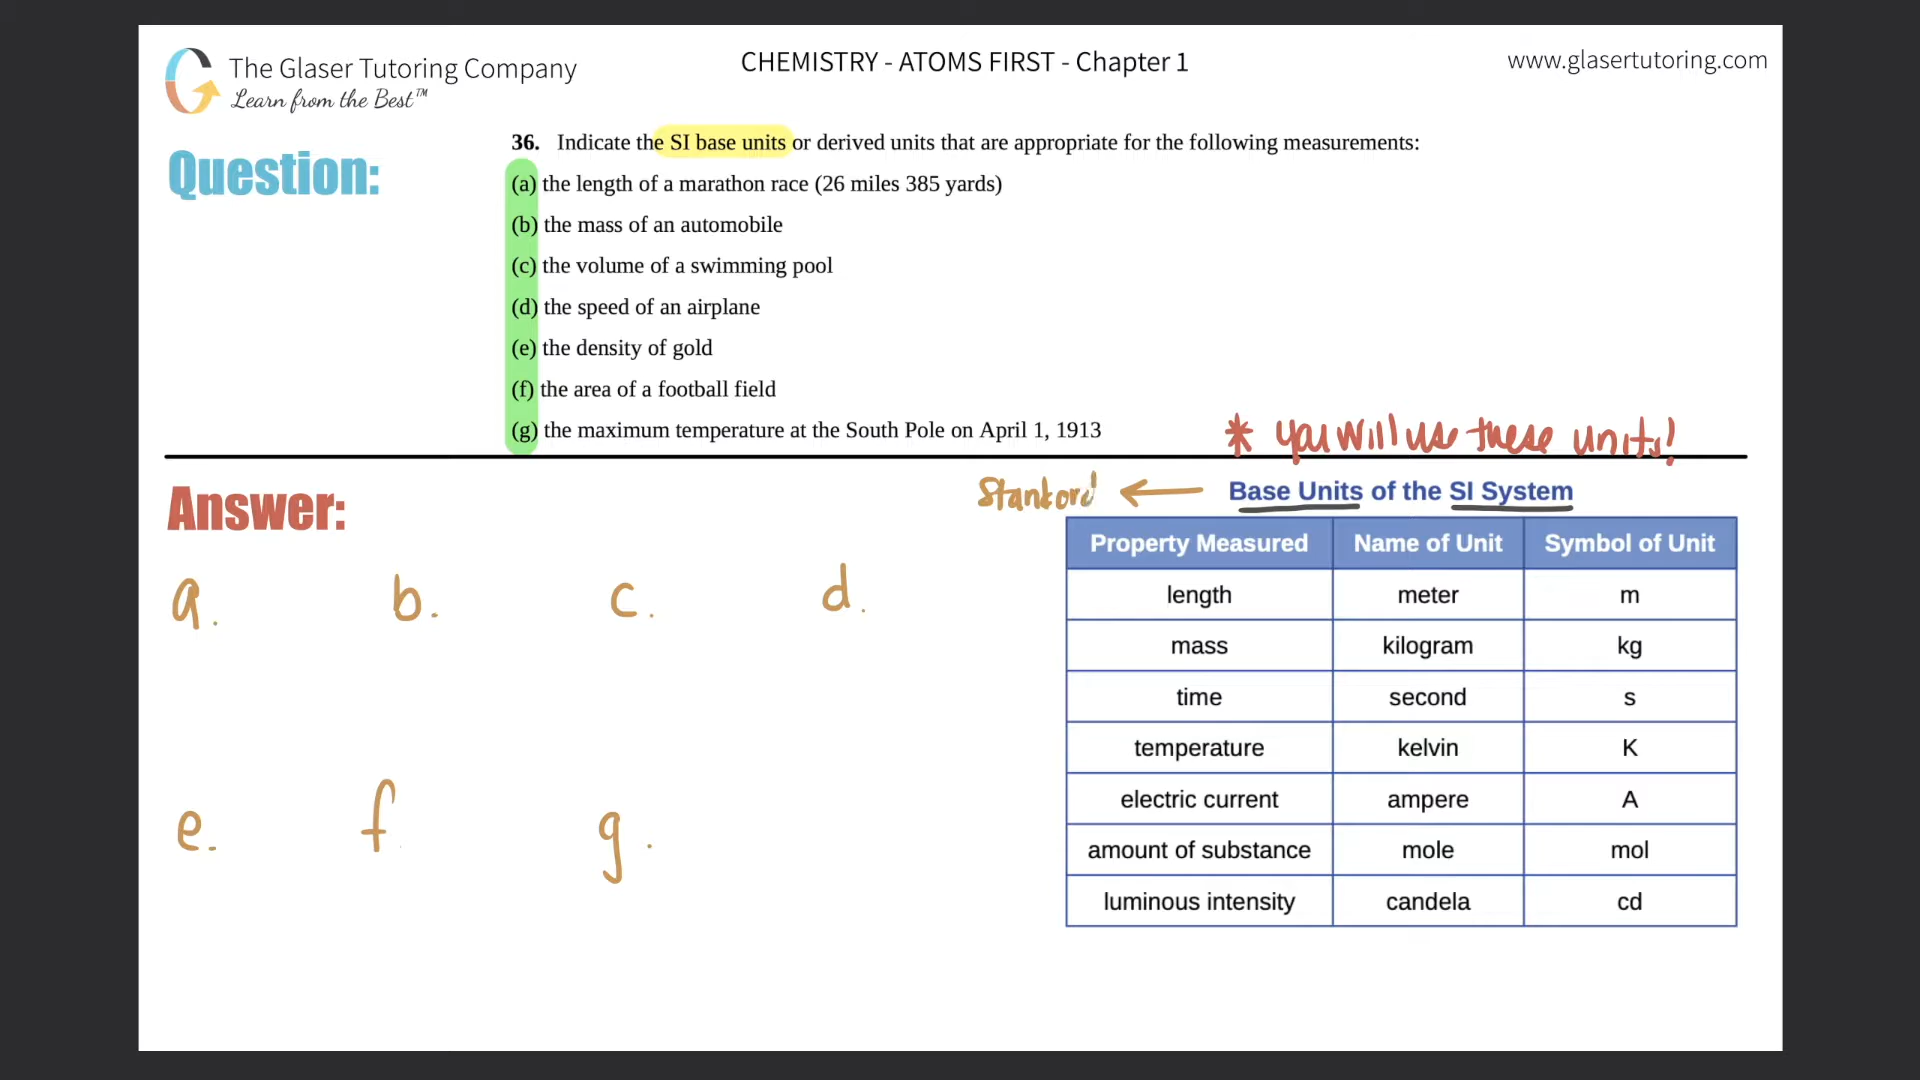 The Glaser Tutoring Company
Learn from the Best™
CHEMISTRY - ATOMS FIRST - Chapter 1
www.glasertutoring.com
Question:
36. Indicate the SI base units or derived units that are appropriate for the following measurements:
(a) the length of a marathon race (26 miles 385 yards)
(b) the mass of an automobile
(c) the volume of a swimming pool
(d) the speed of an airplane
(e) the density of gold
(f) the area of a football field
(g) the maximum temperature at the South Pole on April 1, 1913
* you will use these units!
Answer:
Base Units of the SI System
Property Measured Name of Unit Symbol of Unit
length meter m
mass kilogram kg
time second s
temperature kelvin K
electric current ampere A
amount of substance mole mol
luminous intensity candela cd
a. b. c. d.
e. f. g.